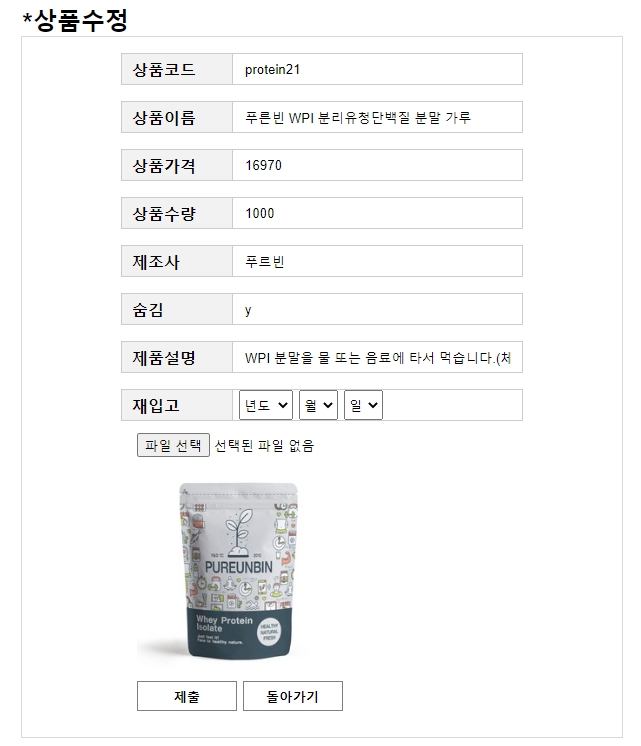 *상품수정
상품코드 protein21
상품이름 푸른빈 WPI 분리유청단백질 분말 가루
상품가격 16970
상품수량 1000
제조사 푸르빈
숨김 y
제품설명 WPI 분말을 물 또는 음료에 타서 먹습니다.(체
재입고 년도 월 일
파일 선택 선택된 파일 없음
PUREUNBIN
Whey Protein
Isolate
HEALTHY
NATURAL
FRESH
제출 돌아가기